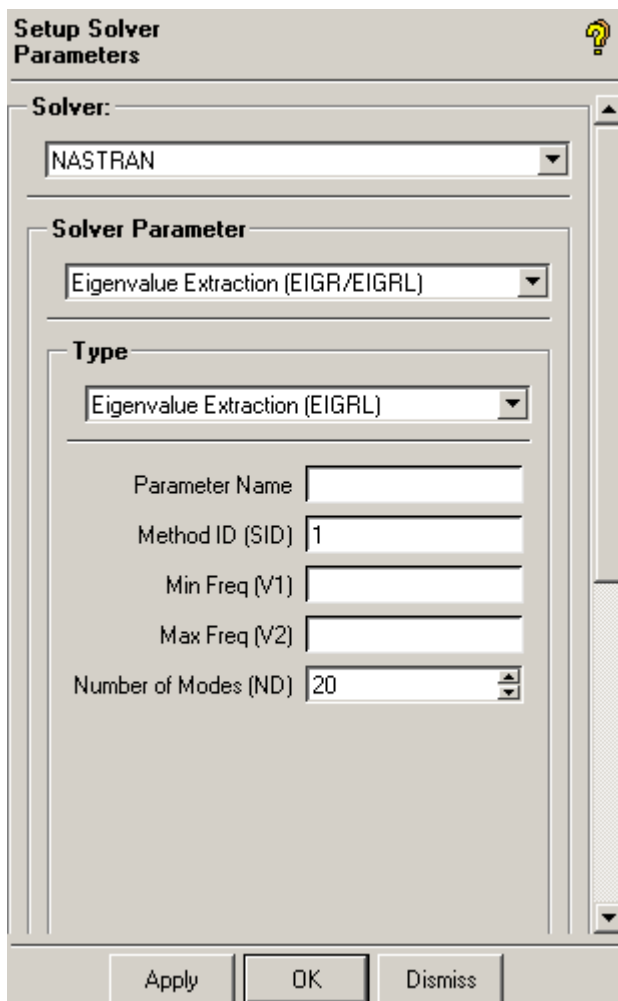 Setup Solver
Parameters
Solver:
NASTRAN
Solver Parameter
Eigenvalue Extraction (EIGR/EIGRL)
Type
Eigenvalue Extraction (EIGRL)
Parameter Name
Method ID (SID) 1
Min Freq (V1)
Max Freq (V2)
Number of Modes (ND) 20
Apply OK Dismiss